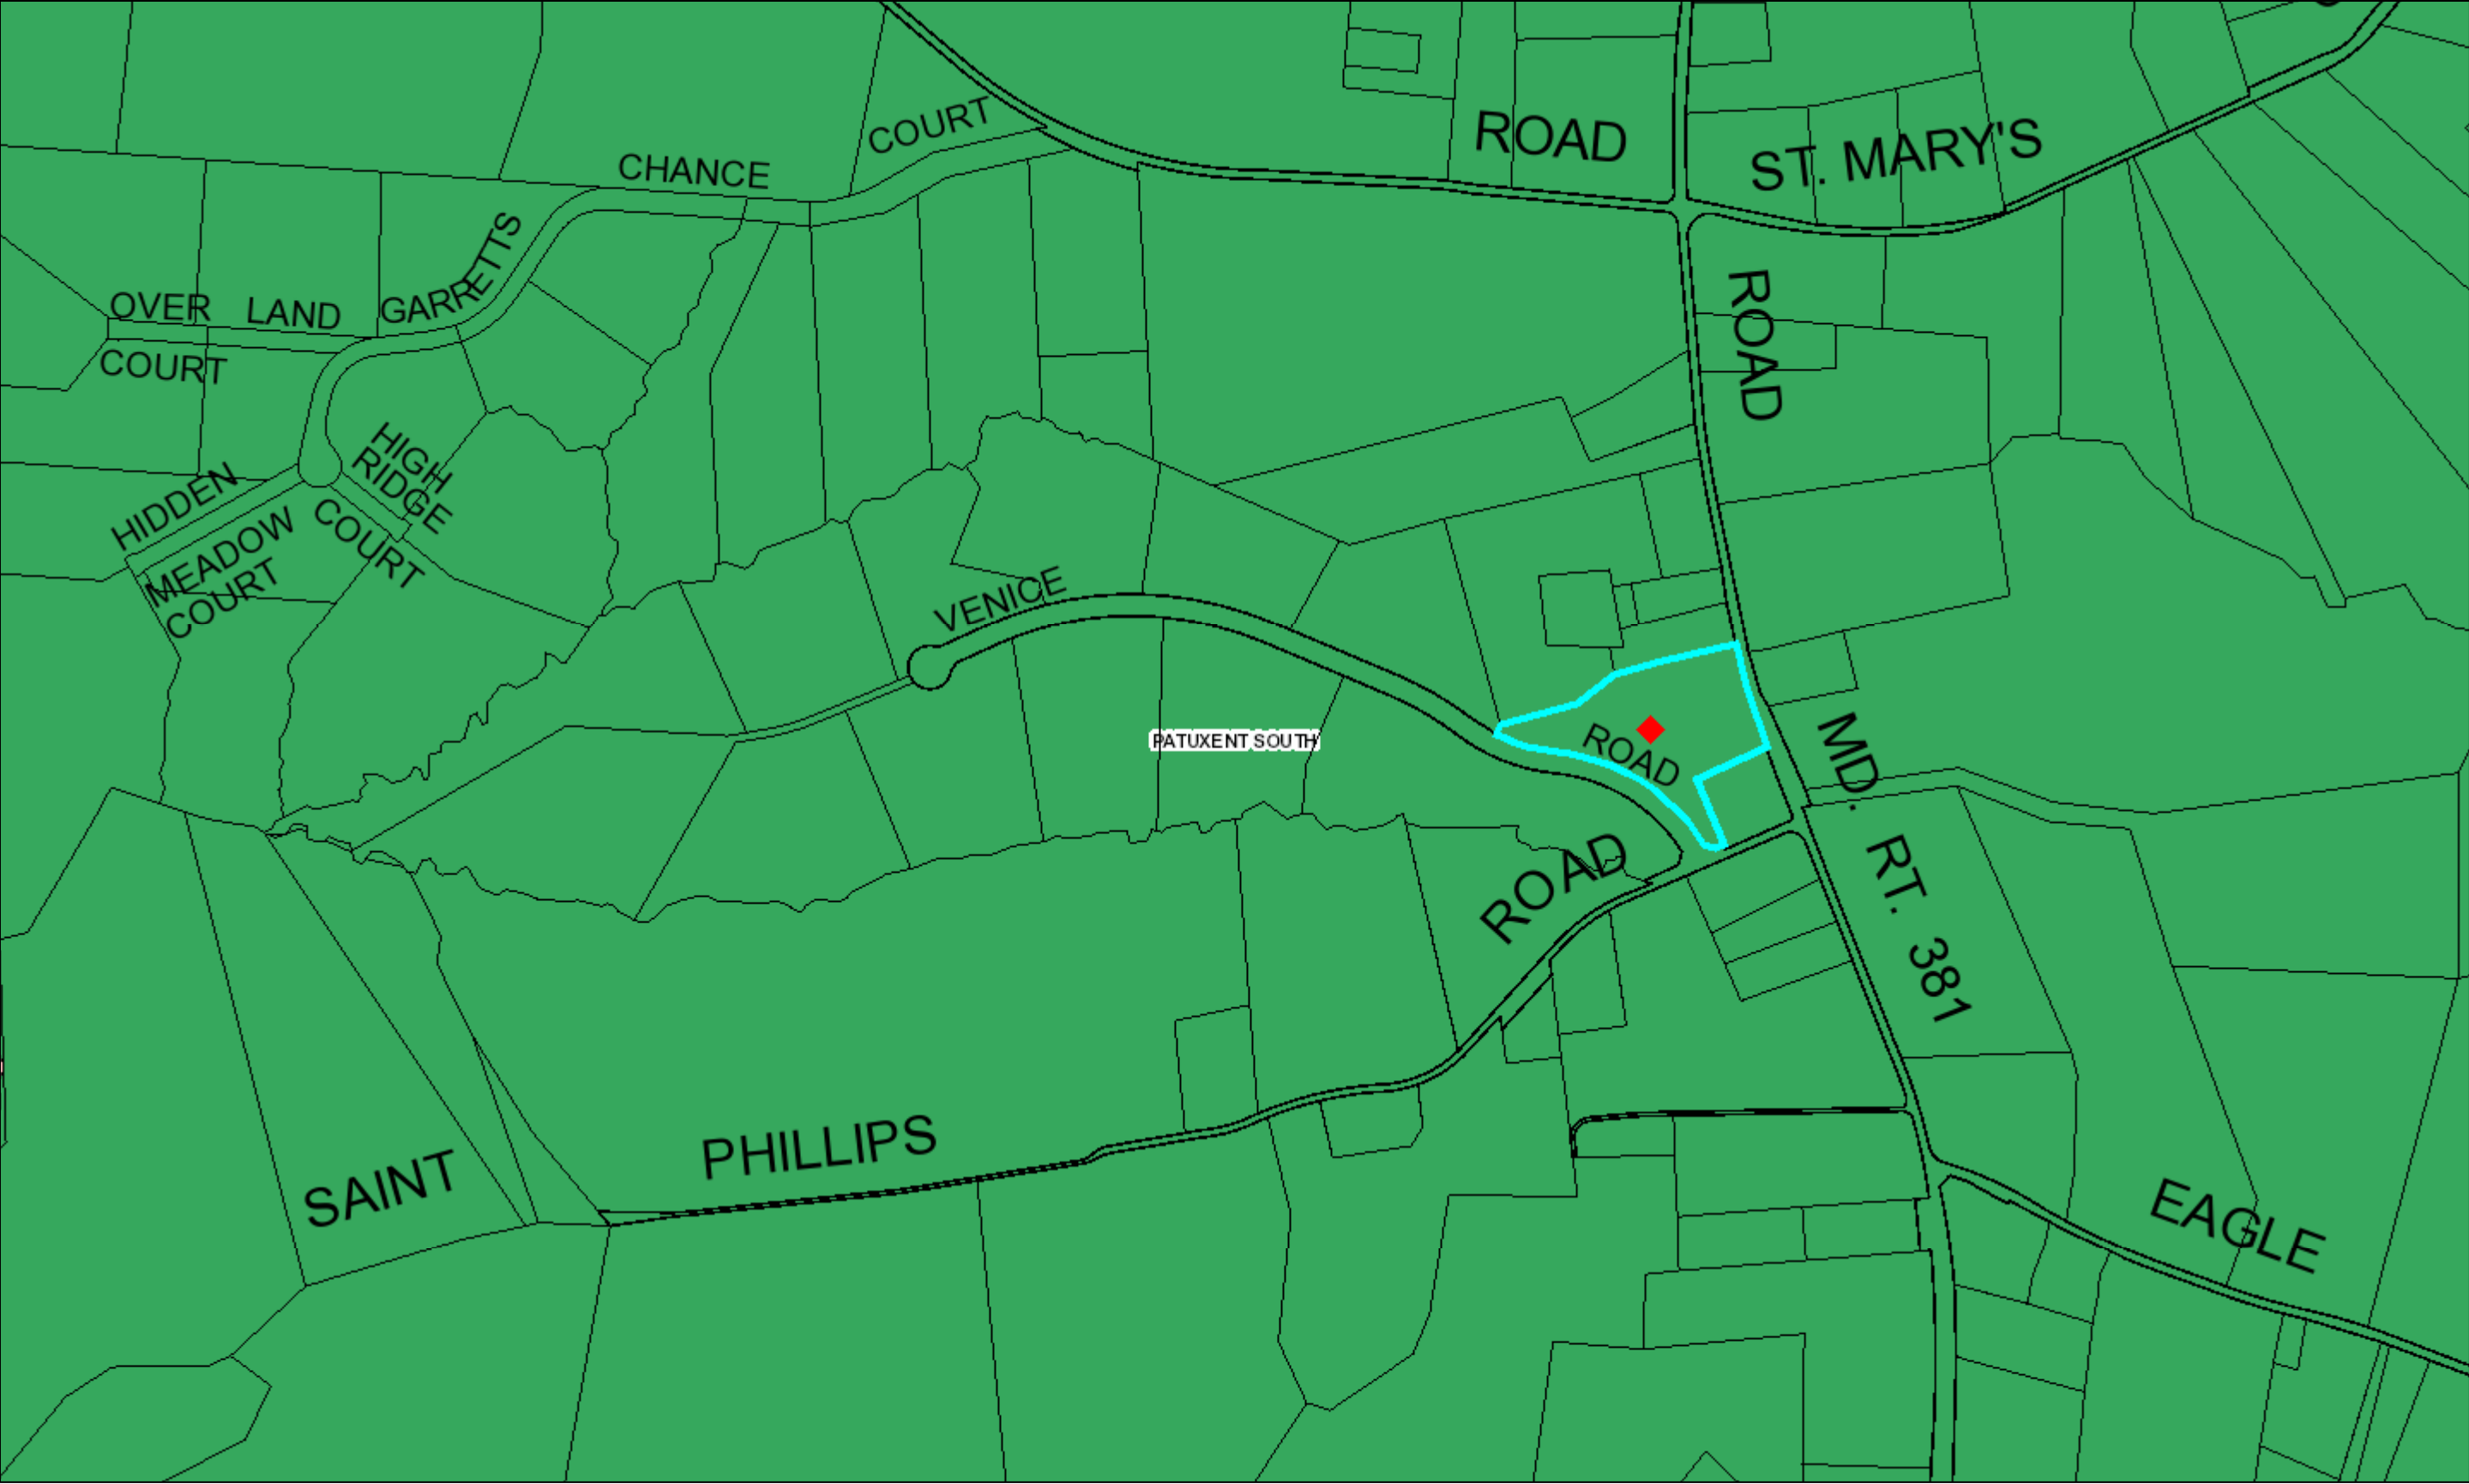 COURT
ROAD
ST. MARY'S
CHANCE
GARRETTS
OVER LAND
COURT
ROAD
HIGH
RIDGE
COURT
HIDDEN
MEADOW
COURT
VENICE
ROAD
PATUXENT SOUTH
MD. RT. 381
ROAD
PHILLIPS
SAINT
EAGLE